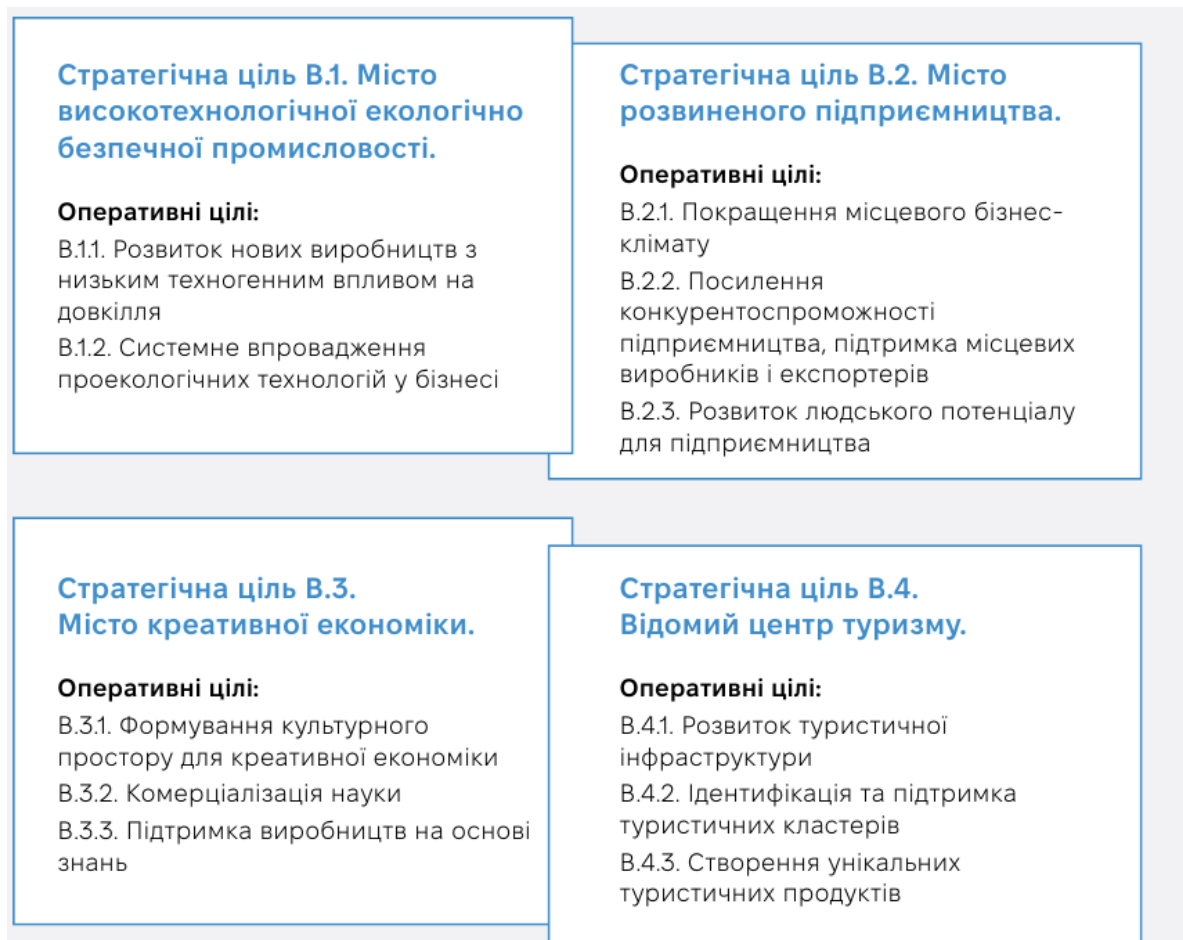 Стратегічна ціль В.1. Місто
високотехнологічної екологічно
безпечної промисловості.
Оперативні цілі:
В.1.1. Розвиток нових виробництв з
низьким техногенним впливом на
довкілля
В.1.2. Системне впровадження
проекологічних технологій у бізнесі
Стратегічна ціль В.2. Місто
розвиненого підприємництва.
Оперативні цілі:
В.2.1. Покращення місцевого бізнес-
клімату
В.2.2. Посилення
конкурентоспроможності
підприємництва, підтримка місцевих
виробників і експортерів
В.2.3. Розвиток людського потенціалу
для підприємництва
Стратегічна ціль В.3.
Місто креативної економіки.
Оперативні цілі:
В.3.1. Формування культурного
простору для креативної економіки
В.3.2. Комерціалізація науки
В.3.3. Підтримка виробництв на основі
знань
Стратегічна ціль В.4.
Відомий центр туризму.
Оперативні цілі:
В.4.1. Розвиток туристичної
інфраструктури
В.4.2. Ідентифікація та підтримка
туристичних кластерів
В.4.3. Створення унікальних
туристичних продуктів